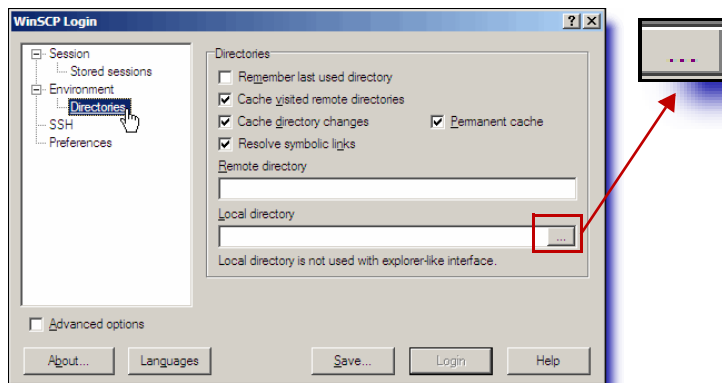 WinSCP Login
Session
Stored sessions
Environment
Directories
SSH
Preferences
Directories
Remember last used directory
Cache visited remote directories
Cache directory changes
Permanent cache
Resolve symbolic links
Remote directory
Local directory
...
Local directory is not used with explorer-like interface.
Advanced options
About...
Languages
Save...
Login
Help
...